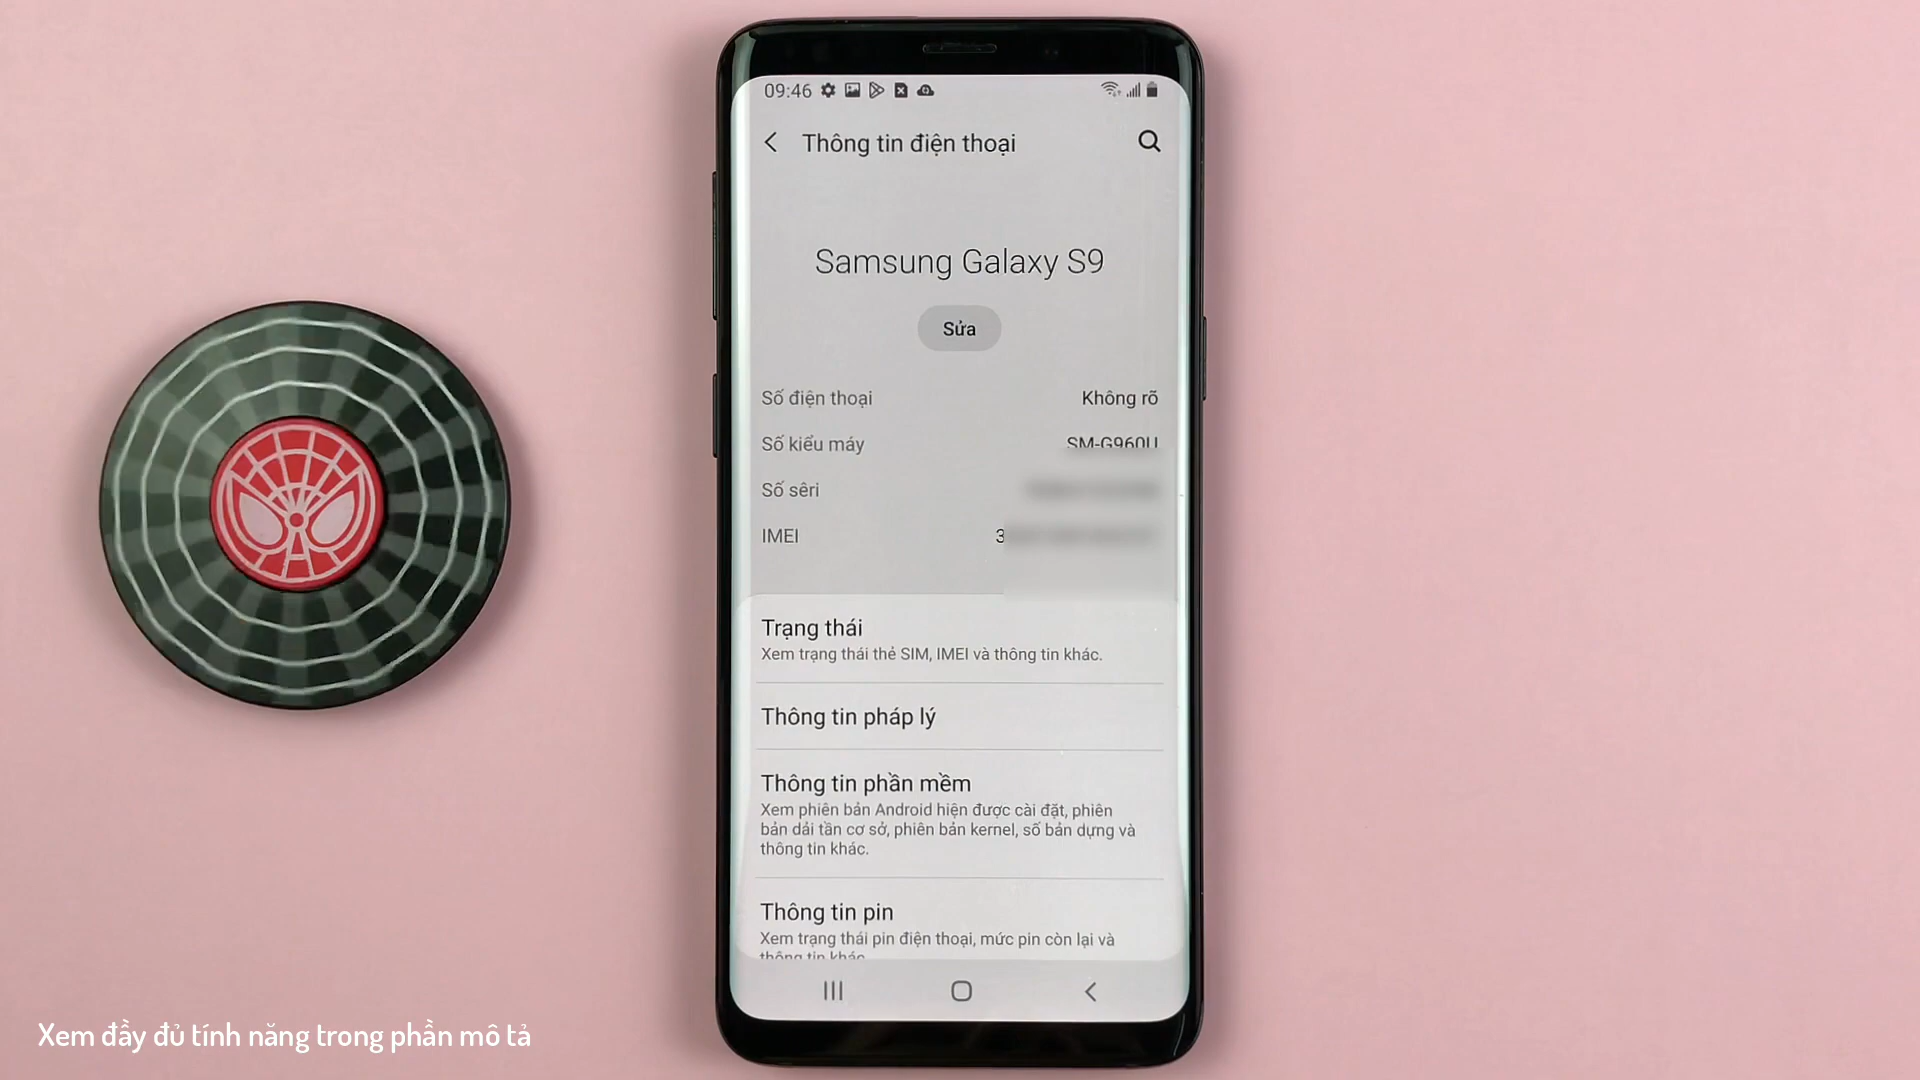 09:46
Thông tin điện thoại
Samsung Galaxy S9
Sửa
Số điện thoại Không rõ
Số kiểu máy SM-G960U
Số sêri
IMEI 3
Trạng thái
Xem trạng thái thẻ SIM, IMEI và thông tin khác.
Thông tin pháp lý
Thông tin phần mềm
Xem phiên bản Android hiện được cài đặt, phiên
bản dải tần cơ sở, phiên bản kernel, số bản dựng và
thông tin khác.
Thông tin pin
Xem trạng thái pin điện thoại, mức pin còn lại và
thông tin khác
Xem đầy đủ tính năng trong phần mô tả